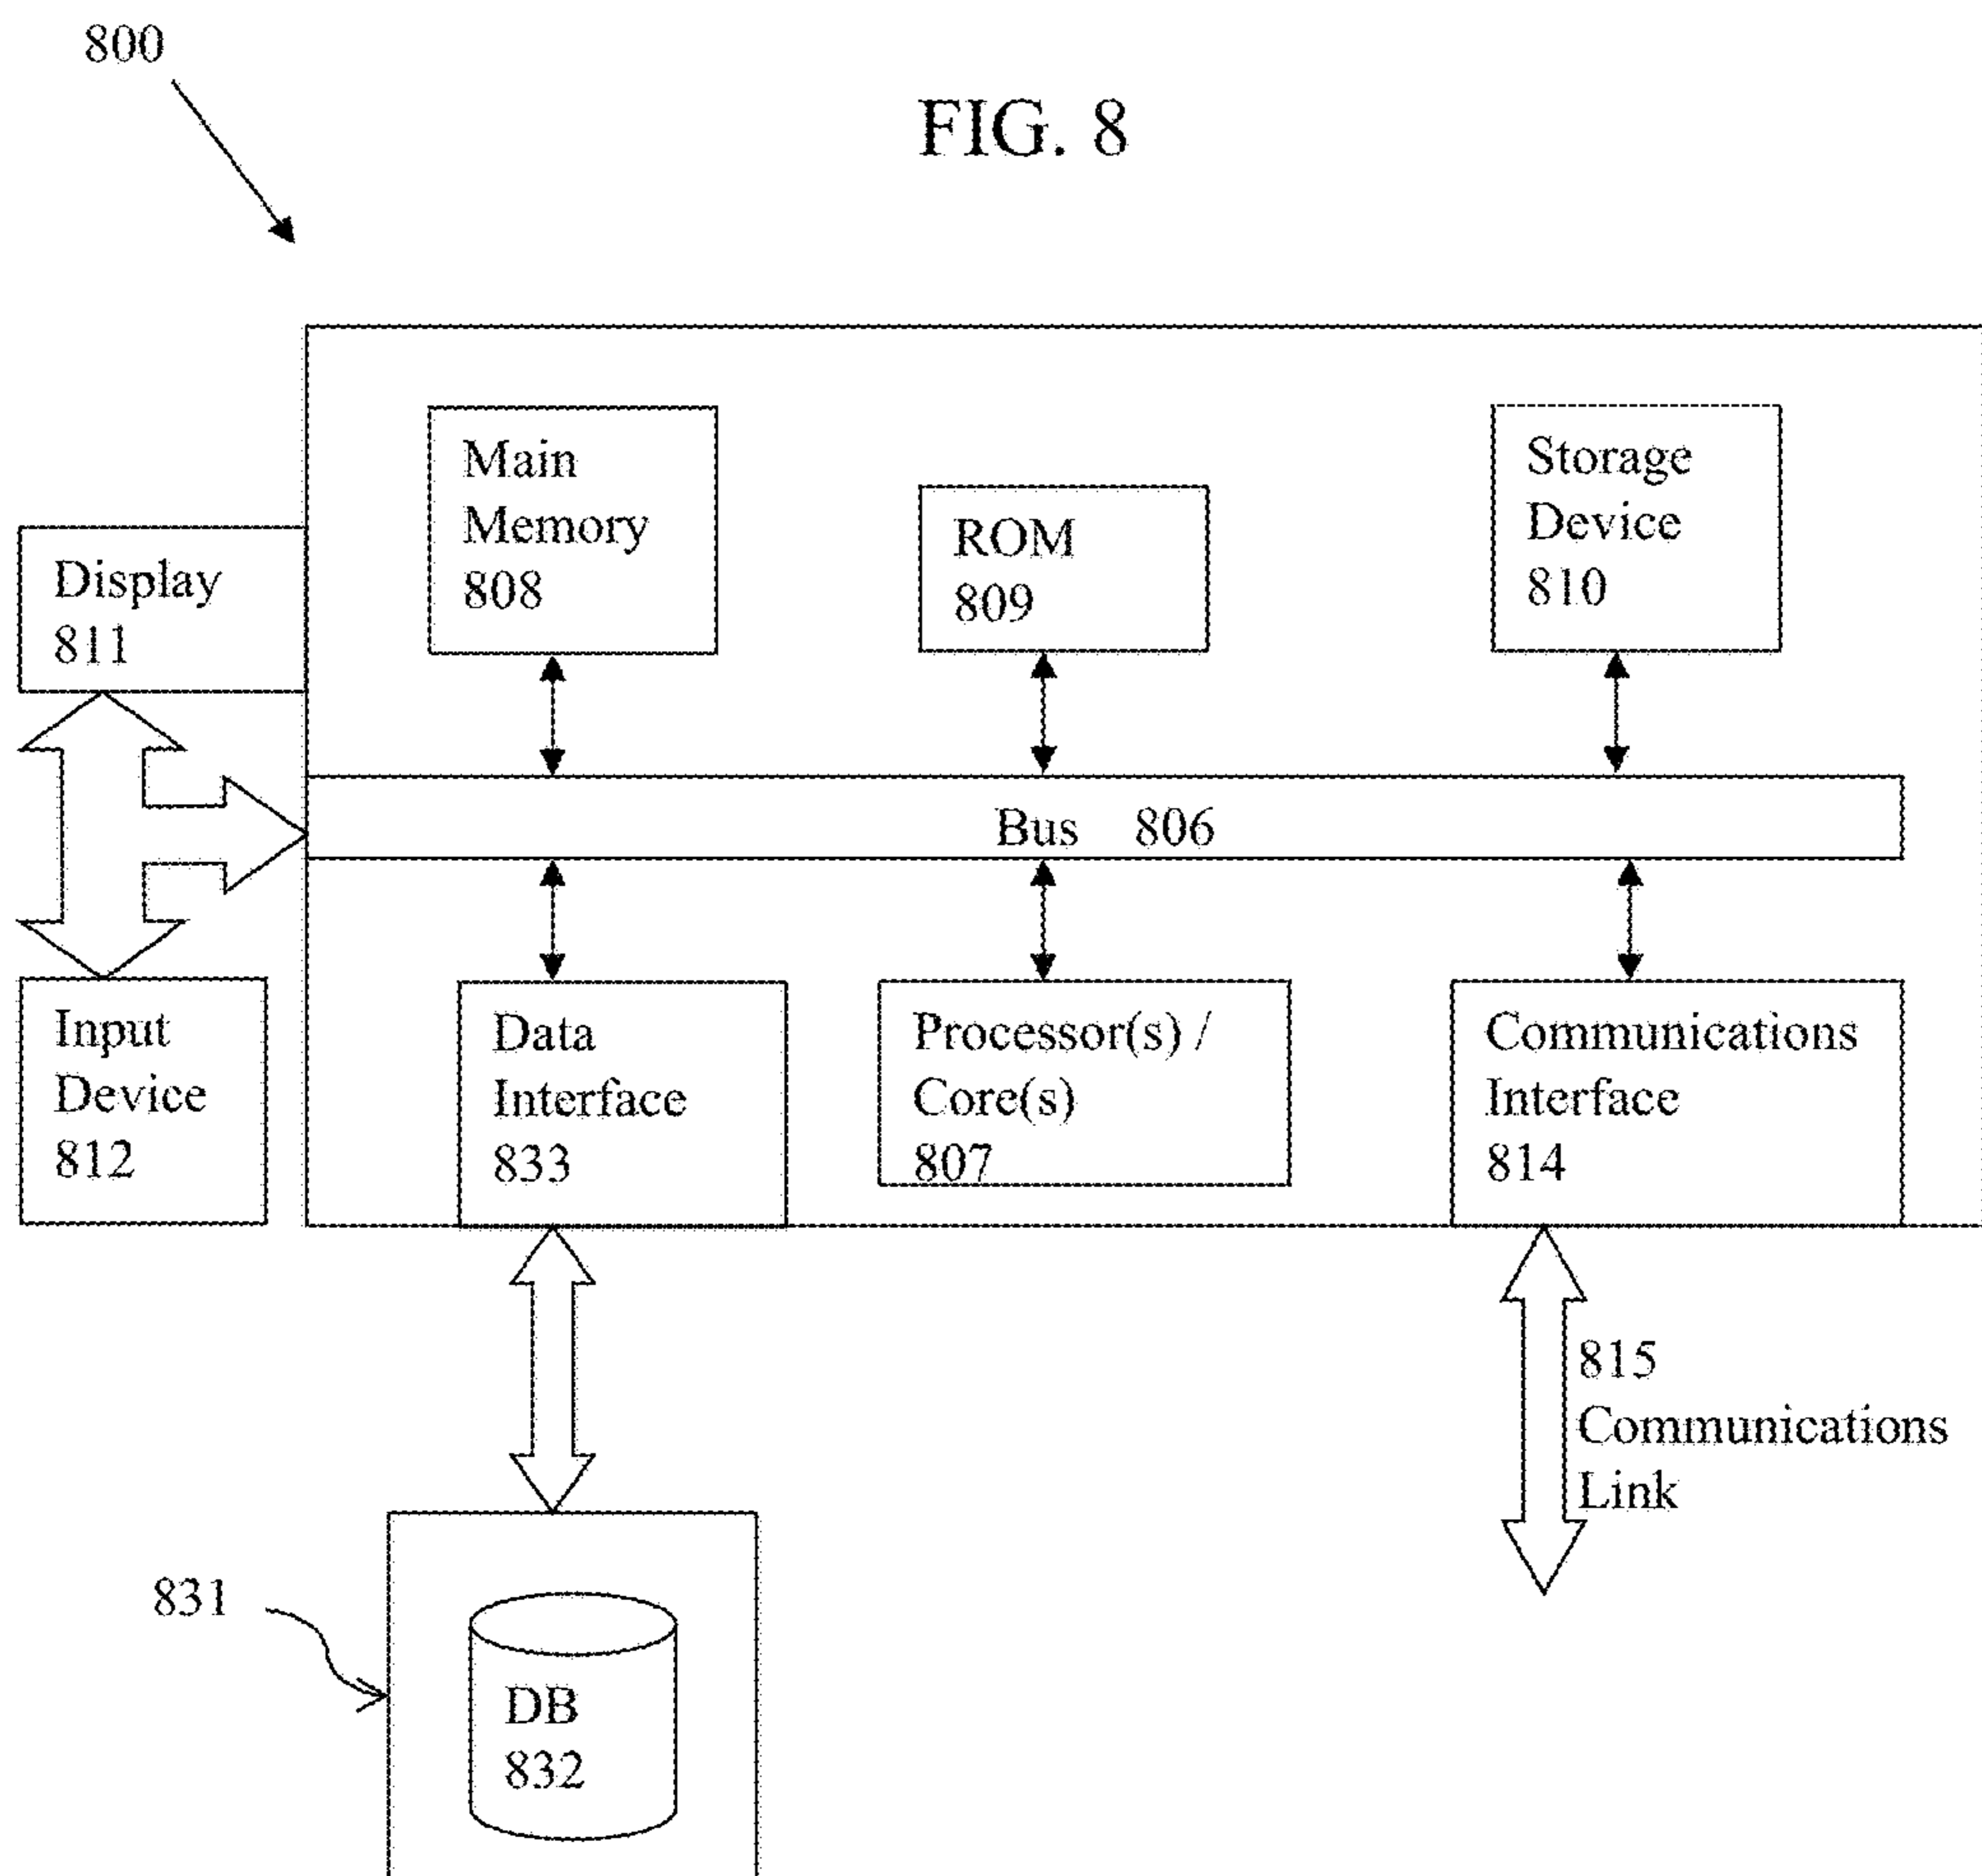 800
FIG. 8
Main
Memory
808
ROM
809
Storage
Device
810
Display
811
Bus 806
Input
Device
812
Data
Interface
833
Processor(s) /
Core(s)
807
Communications
Interface
814
815
Communications
Link
831
DB
832